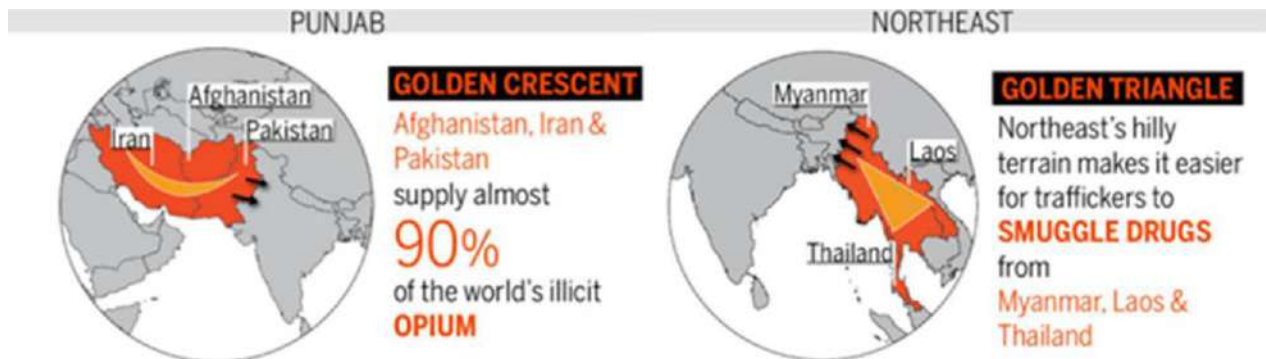 PUNJAB
Afghanistan
Iran
Pakistan
GOLDEN CRESCENT
Afghanistan, Iran &
Pakistan
supply almost
90%
of the world's illicit
OPIUM
NORTHEAST
Myanmar
Laos
Thailand
GOLDEN TRIANGLE
Northeast's hilly
terrain makes it easier
for traffickers to
SMUGGLE DRUGS
from
Myanmar, Laos &
Thailand